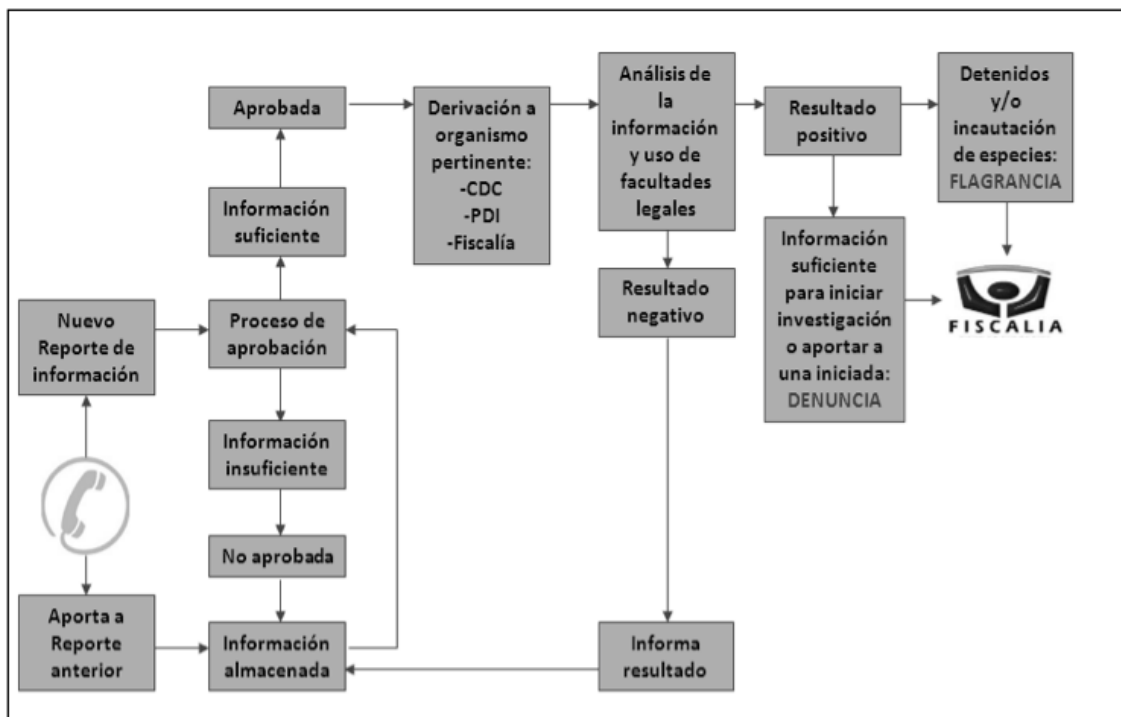 Aprobada
Derivación a
organismo
pertinente:
-CDC
-PDI
-Fiscalía
Análisis de
la
información
y uso de
facultades
legales
Resultado
positivo
Detenidos
y/o
incautación
de especies:
FLAGRANCIA
Información
suficiente
Información
suficiente
para iniciar
investigación
o aportar a
una iniciada:
DENUNCIA
FISCALIA
Resultado
negativo
Nuevo
Reporte de
información
Proceso de
aprobación
Información
insuficiente
No aprobada
Aporta a
Reporte
anterior
Información
almacenada
Informa
resultado